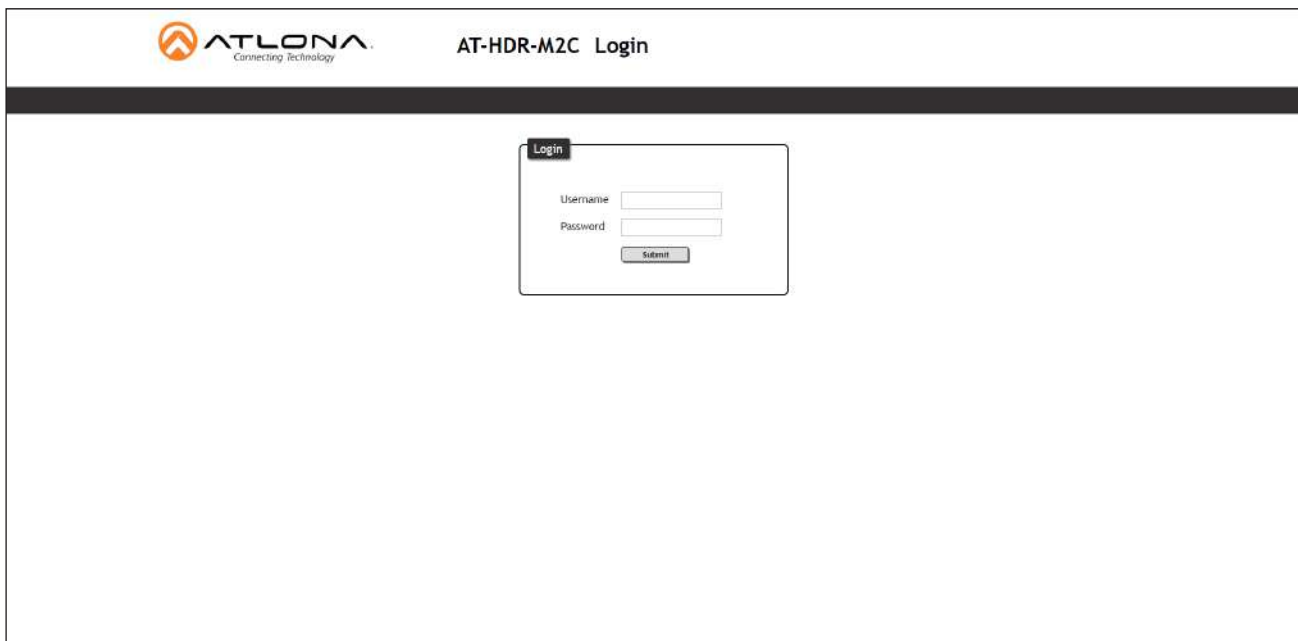 ATLONA.
Connecting Technology
AT-HDR-M2C Login
Login
Username
Password
Submit